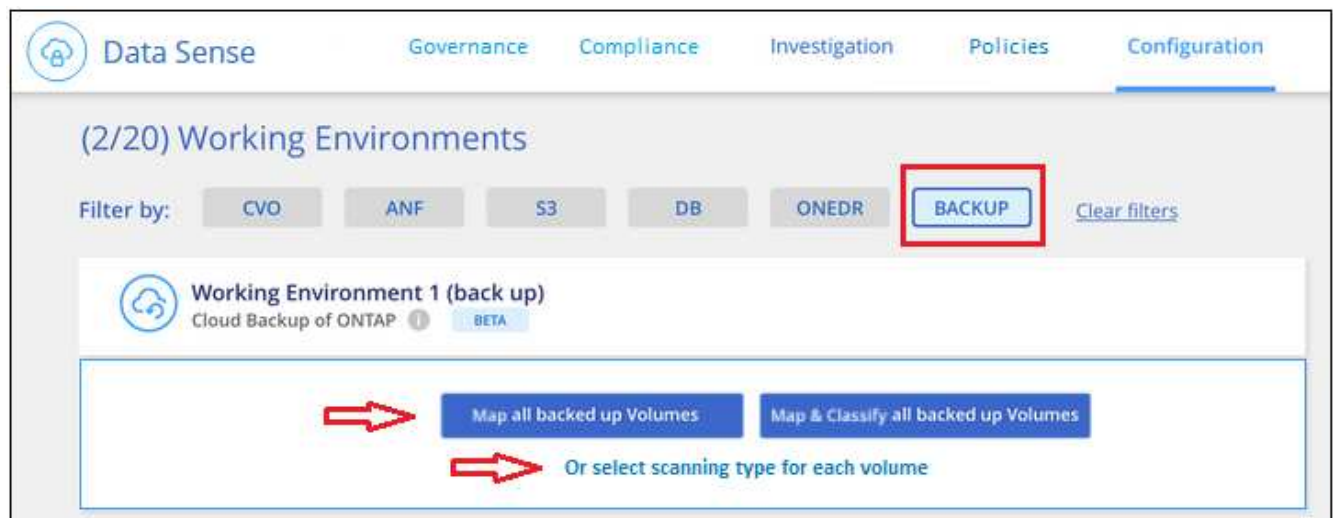 Data Sense Governance Compliance Investigation Policies Configuration
(2/20) Working Environments
Filter by: CVO ANF S3 DB ONEDR BACKUP Clear filters
Working Environment 1 (back up)
Cloud Backup of ONTAP i BETA
Map all backed up Volumes Map & Classify all backed up Volumes
Or select scanning type for each volume